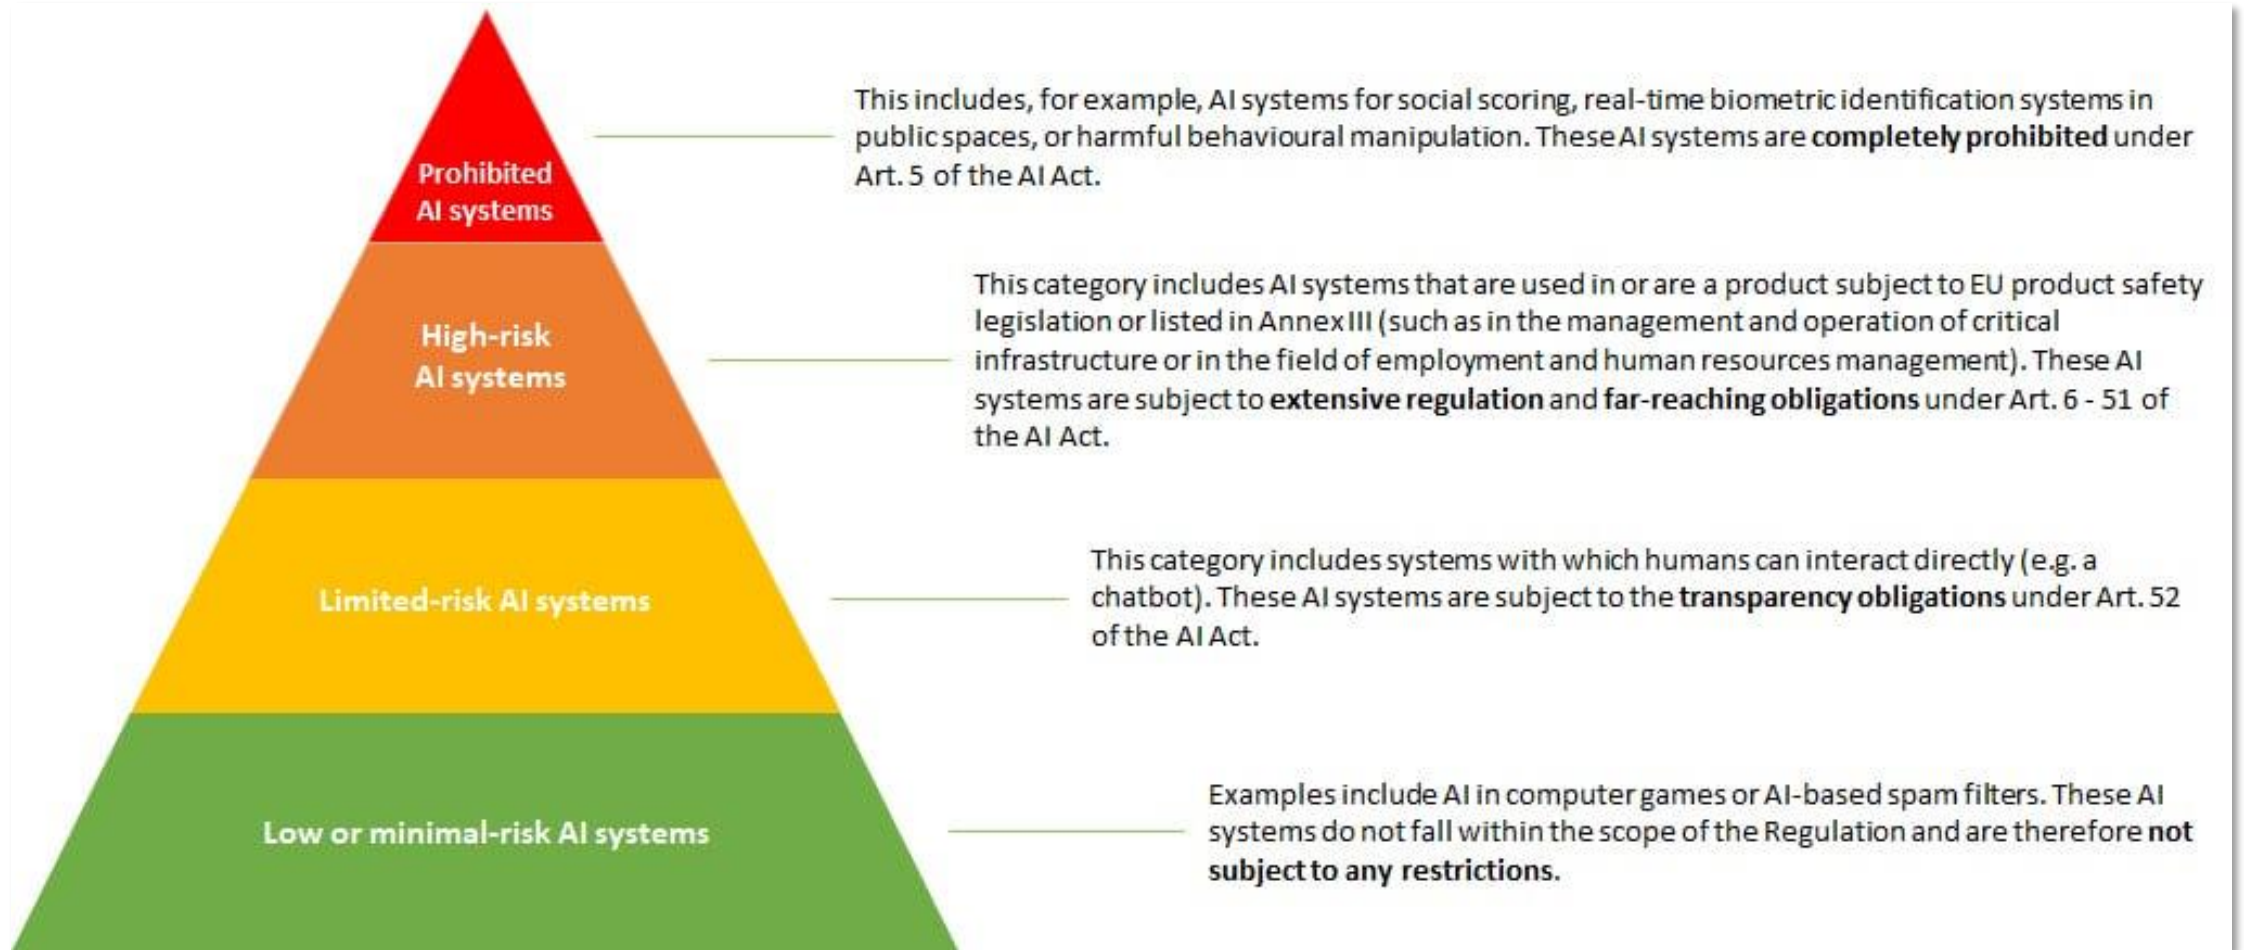 Prohibited
AI systems
This includes, for example, AI systems for social scoring, real-time biometric identification systems in
public spaces, or harmful behavioural manipulation. These AI systems are completely prohibited under
Art. 5 of the AI Act.
High-risk
AI systems
This category includes AI systems that are used in or are a product subject to EU product safety
legislation or listed in Annex III (such as in the management and operation of critical
infrastructure or in the field of employment and human resources management). These AI
systems are subject to extensive regulation and far-reaching obligations under Art. 6 - 51 of
the AI Act.
Limited-risk AI systems
This category includes systems with which humans can interact directly (e.g. a
chatbot). These AI systems are subject to the transparency obligations under Art. 52
of the AI Act.
Low or minimal-risk AI systems
Examples include AI in computer games or AI-based spam filters. These AI
systems do not fall within the scope of the Regulation and are therefore not
subject to any restrictions.